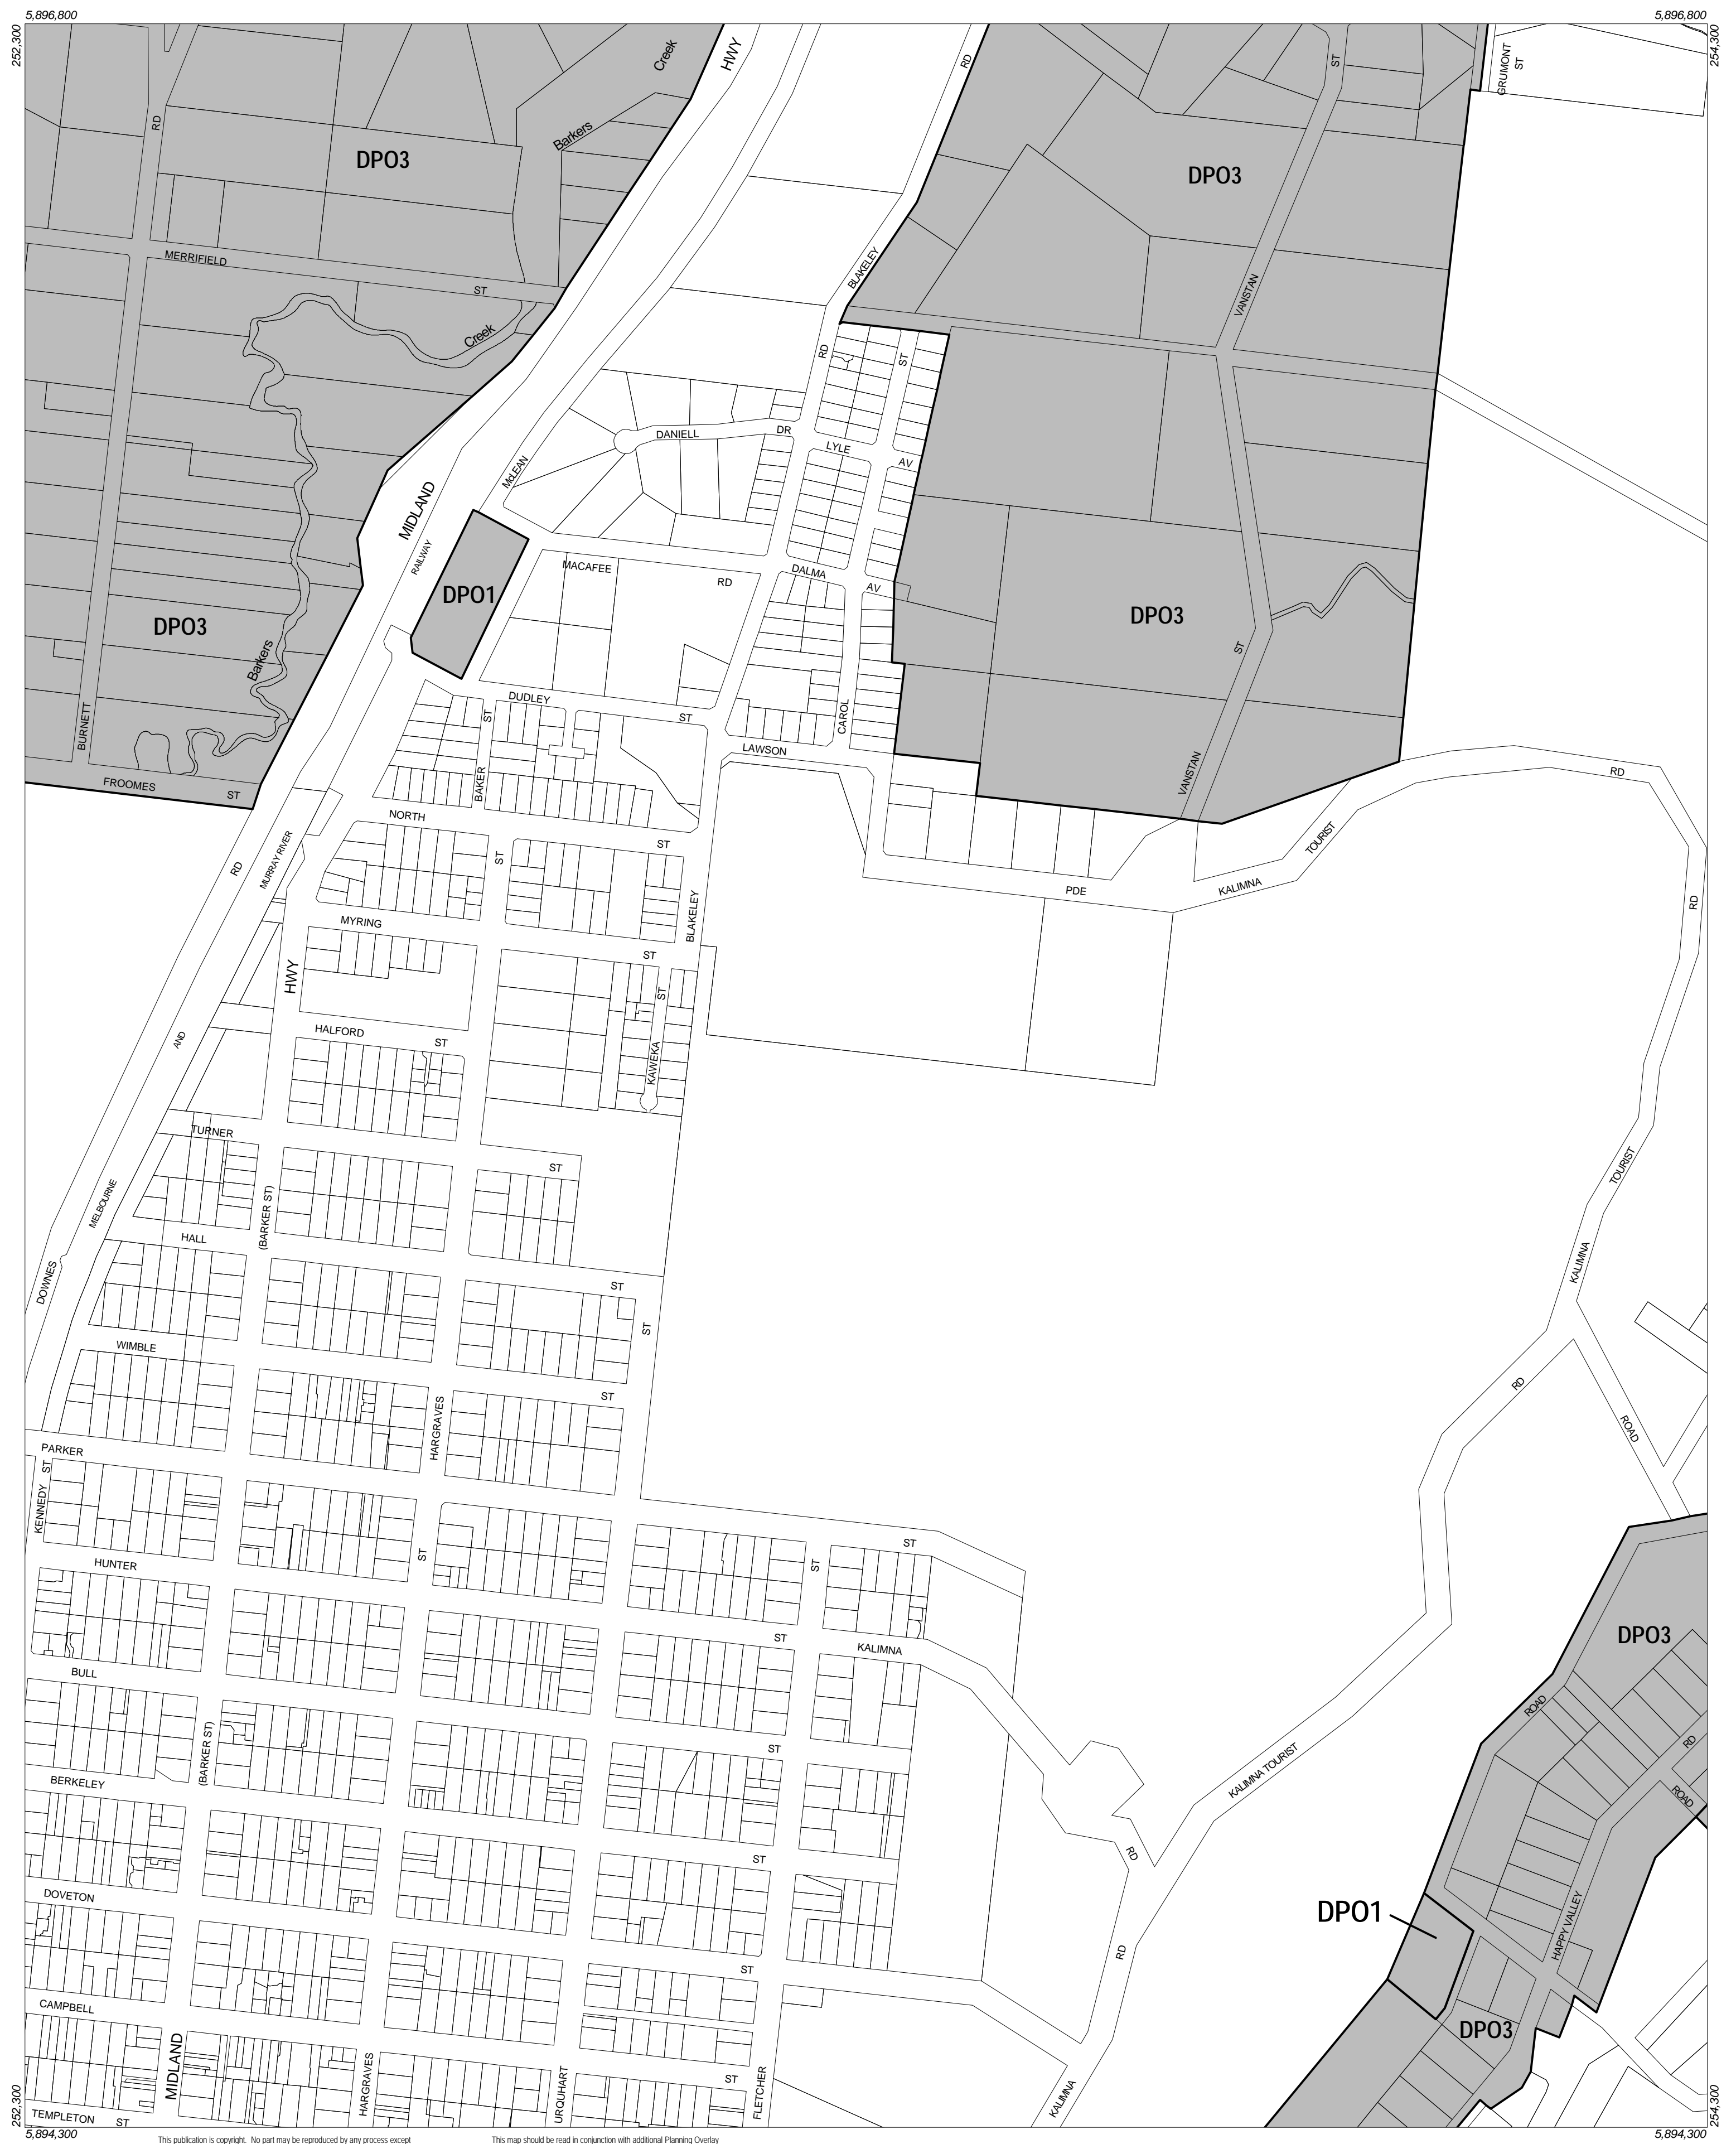 5,896,800
5,896,800
252,300
254,300
Creek
HWY
RD
ST
GRUMONT
ST
RD
Barkers
DPO3
DPO3
MERRIFIELD
ST
BLAKELEY
VANSTAN
Creek
RD
ST
DANIELL
DR
LYLE
AV
McLEAN
MIDLAND
RAILWAY
MACAFEE
RD
DALMA
AV
DPO1
DPO3
DPO3
Barkers
ST
BURNETT
DUDLEY
ST
ST
CAROL
LAWSON
VANSTAN
RD
FROOMES
ST
BAKER
NORTH
ST
ST
TOURIST
MURRAY RIVER
RD
PDE
KALIMNA
RD
BLAKELEY
MYRING
ST
HWY
ST
HALFORD
ST
AND
KAWEKA
TURNER
ST
TOURIST
MELBOURNE
(BARKER ST)
HALL
KALIMNA
DOWNES
ST
ST
WIMBLE
RD
ST
HARGRAVES
ROAD
PARKER
ST
KENNEDY
ST
ST
ST
HUNTER
DPO3
ST
KALIMNA
BULL
ROAD
(BARKER ST)
ST
RD
KALIMNA TOURIST
BERKELEY
ROAD
RD
ST
DOVETON
DPO1
HAPPY VALLEY
RD
ST
CAMPBELL
DPO3
MIDLAND
HARGRAVES
URQUHART
ST
FLETCHER
KALIMNA
TEMPLETON
ST
252,300
254,300
5,894,300
5,894,300
This publication is copyright. No part may be reproduced by any process except
This map should be read in conjunction with additional Planning Overlay